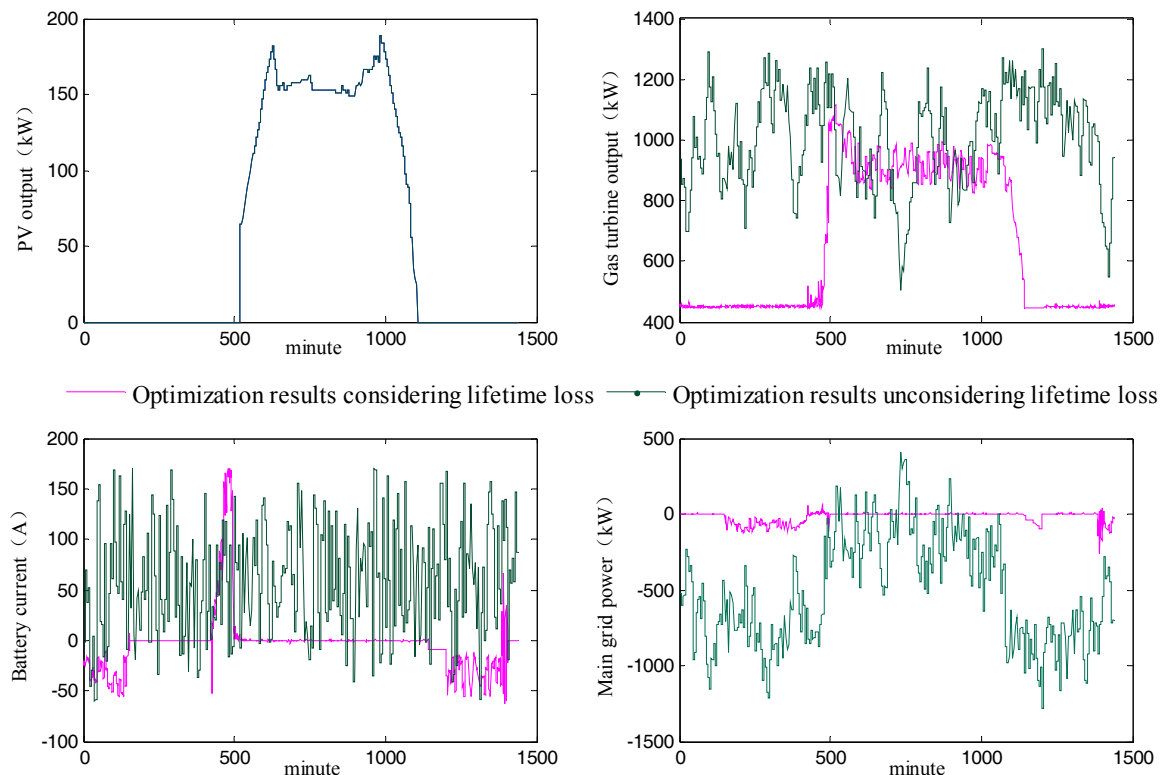 200
150
100
50
0
PV output（kW）
0 500 1000 1500
minute
1400
1200
1000
800
600
400
Gas turbine output（kW）
0 500 1000 1500
minute
Optimization results considering lifetime loss Optimization results unconsidering lifetime loss
200
150
100
50
0
-50
-100
Battery current（A）
0 500 1000 1500
minute
500
0
-500
-1000
-1500
Main grid power（kW）
0 500 1000 1500
minute